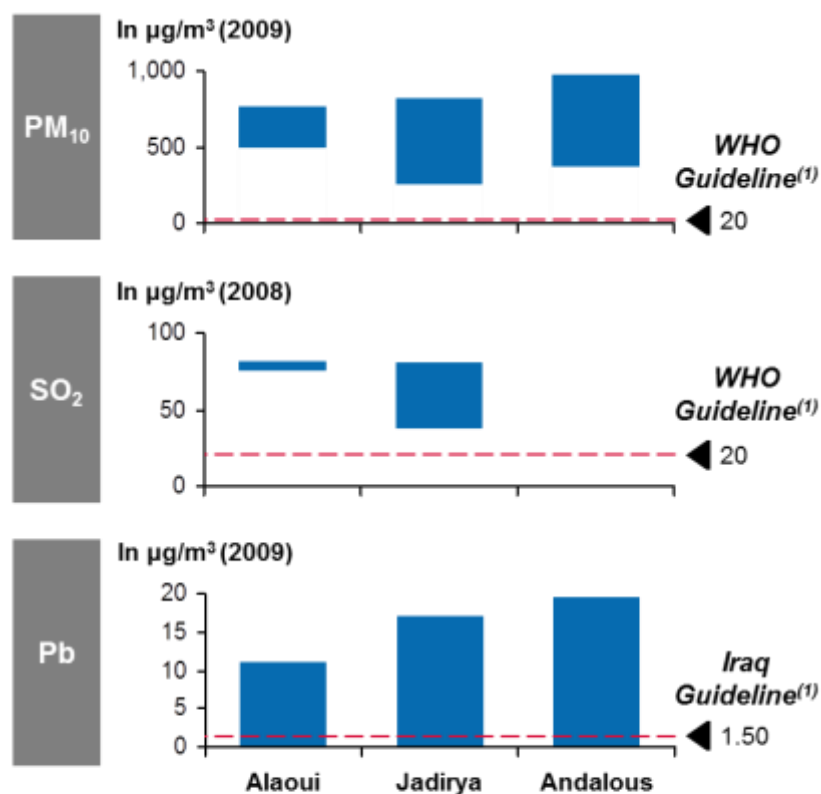 In µg/m³ (2009)
PM₁₀
1,000
500
0
WHO
Guideline⁽¹⁾
20
In µg/m³ (2008)
SO₂
100
50
0
WHO
Guideline⁽¹⁾
20
In µg/m³ (2009)
Pb
20
15
10
5
0
Iraq
Guideline⁽¹⁾
1.50
Alaoui Jadirya Andalous